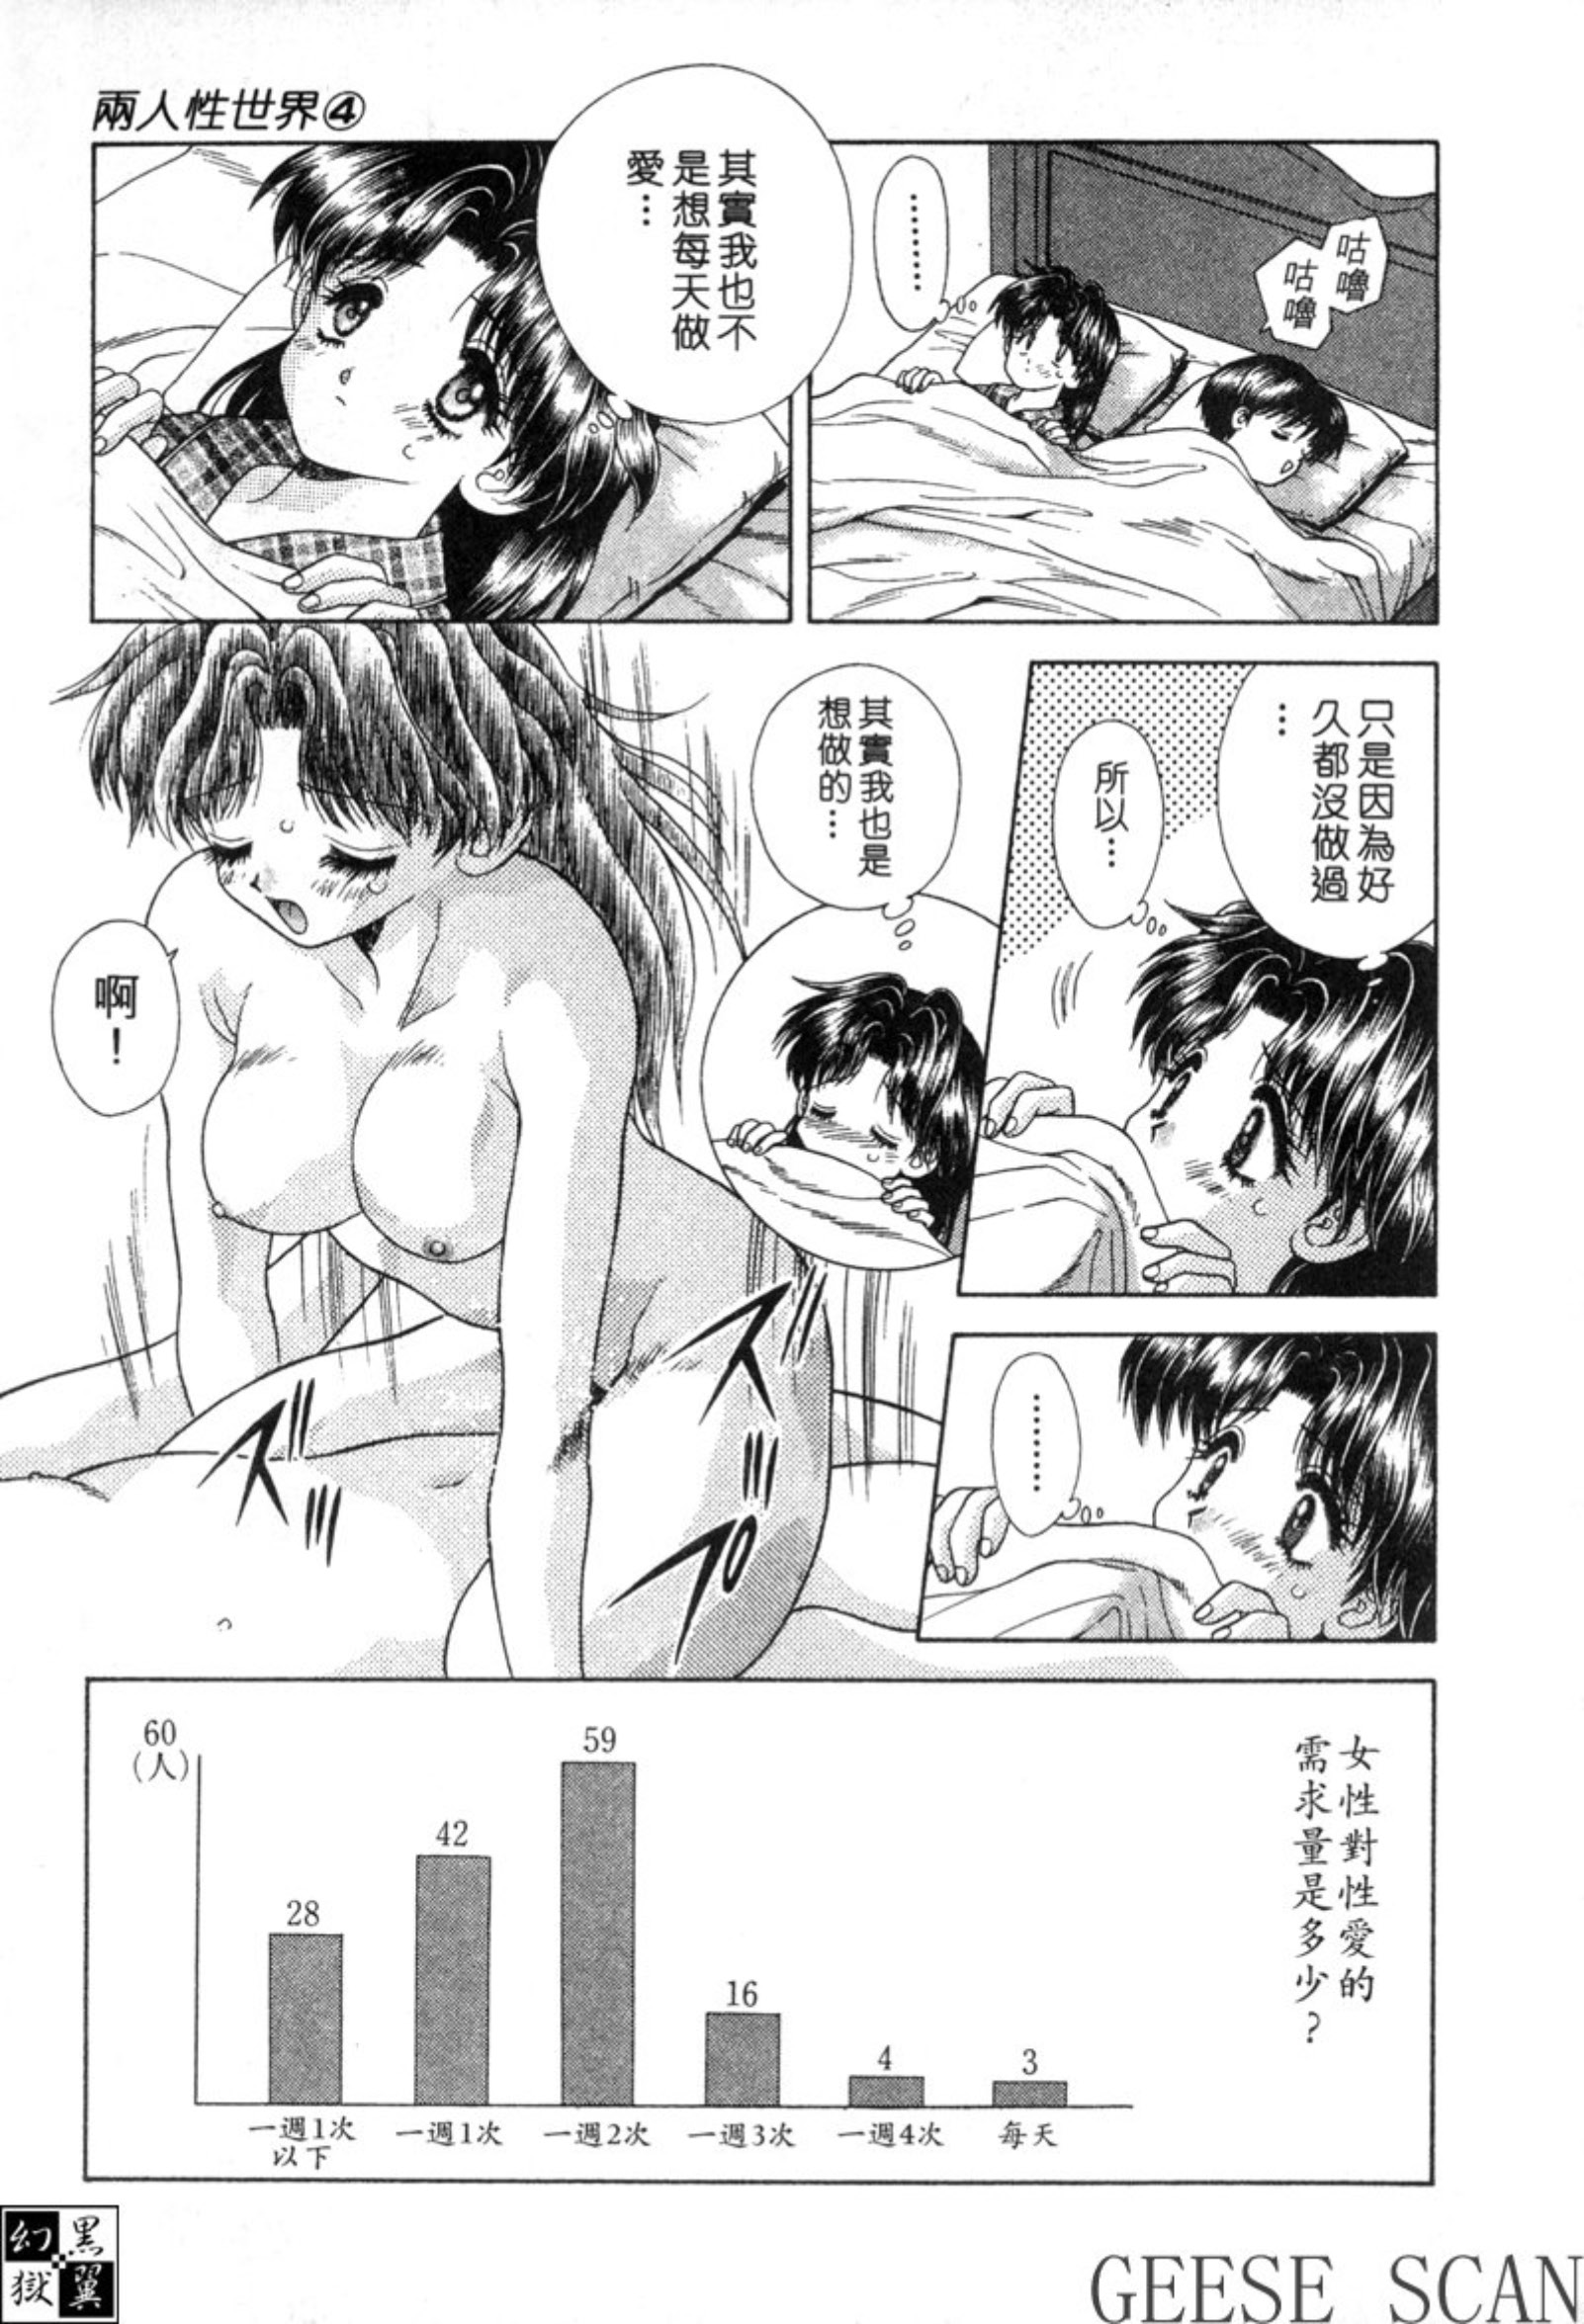 兩人性世界④
咕嚕
咕嚕
………
其實我也不
是想每天做
愛…
只是因為好
久都沒做過
…
所以…
其實我也是
想做的…
啊！
………
女性對性愛的
需求量是多少？
60
(人)
28
42
59
16
4
3
一週1次
以下
一週1次
一週2次
一週3次
一週4次
每天
幻
獄
黑
翼
GEESE SCAN